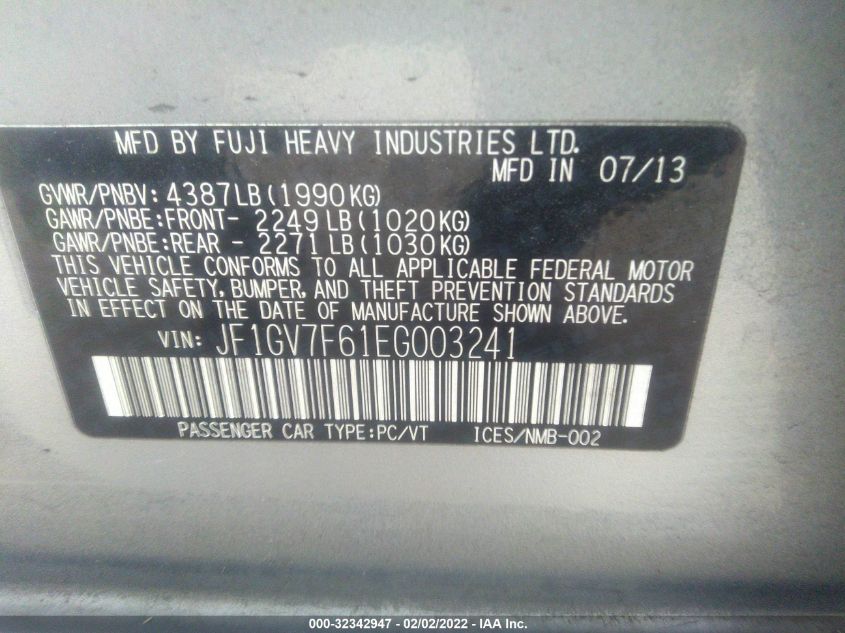 MFD BY FUJI HEAVY INDUSTRIES LTD.
MFD IN 07/13
GVWR/PNBV: 4387LB(1990KG)
GAWR/PNBE:FRONT- 2249LB(1020KG)
GAWR/PNBE:REAR - 2271LB(1030KG)
THIS VEHICLE CONFORMS TO ALL APPLICABLE FEDERAL MOTOR
VEHICLE SAFETY, BUMPER, AND THEFT PREVENTION STANDARDS
IN EFFECT ON THE DATE OF MANUFACTURE SHOWN ABOVE.
VIN: JF1GV7F61EG003241
PASSENGER CAR TYPE:PC/VT ICES/NMB-002
000-32342947 - 02/02/2022 - IAA Inc.